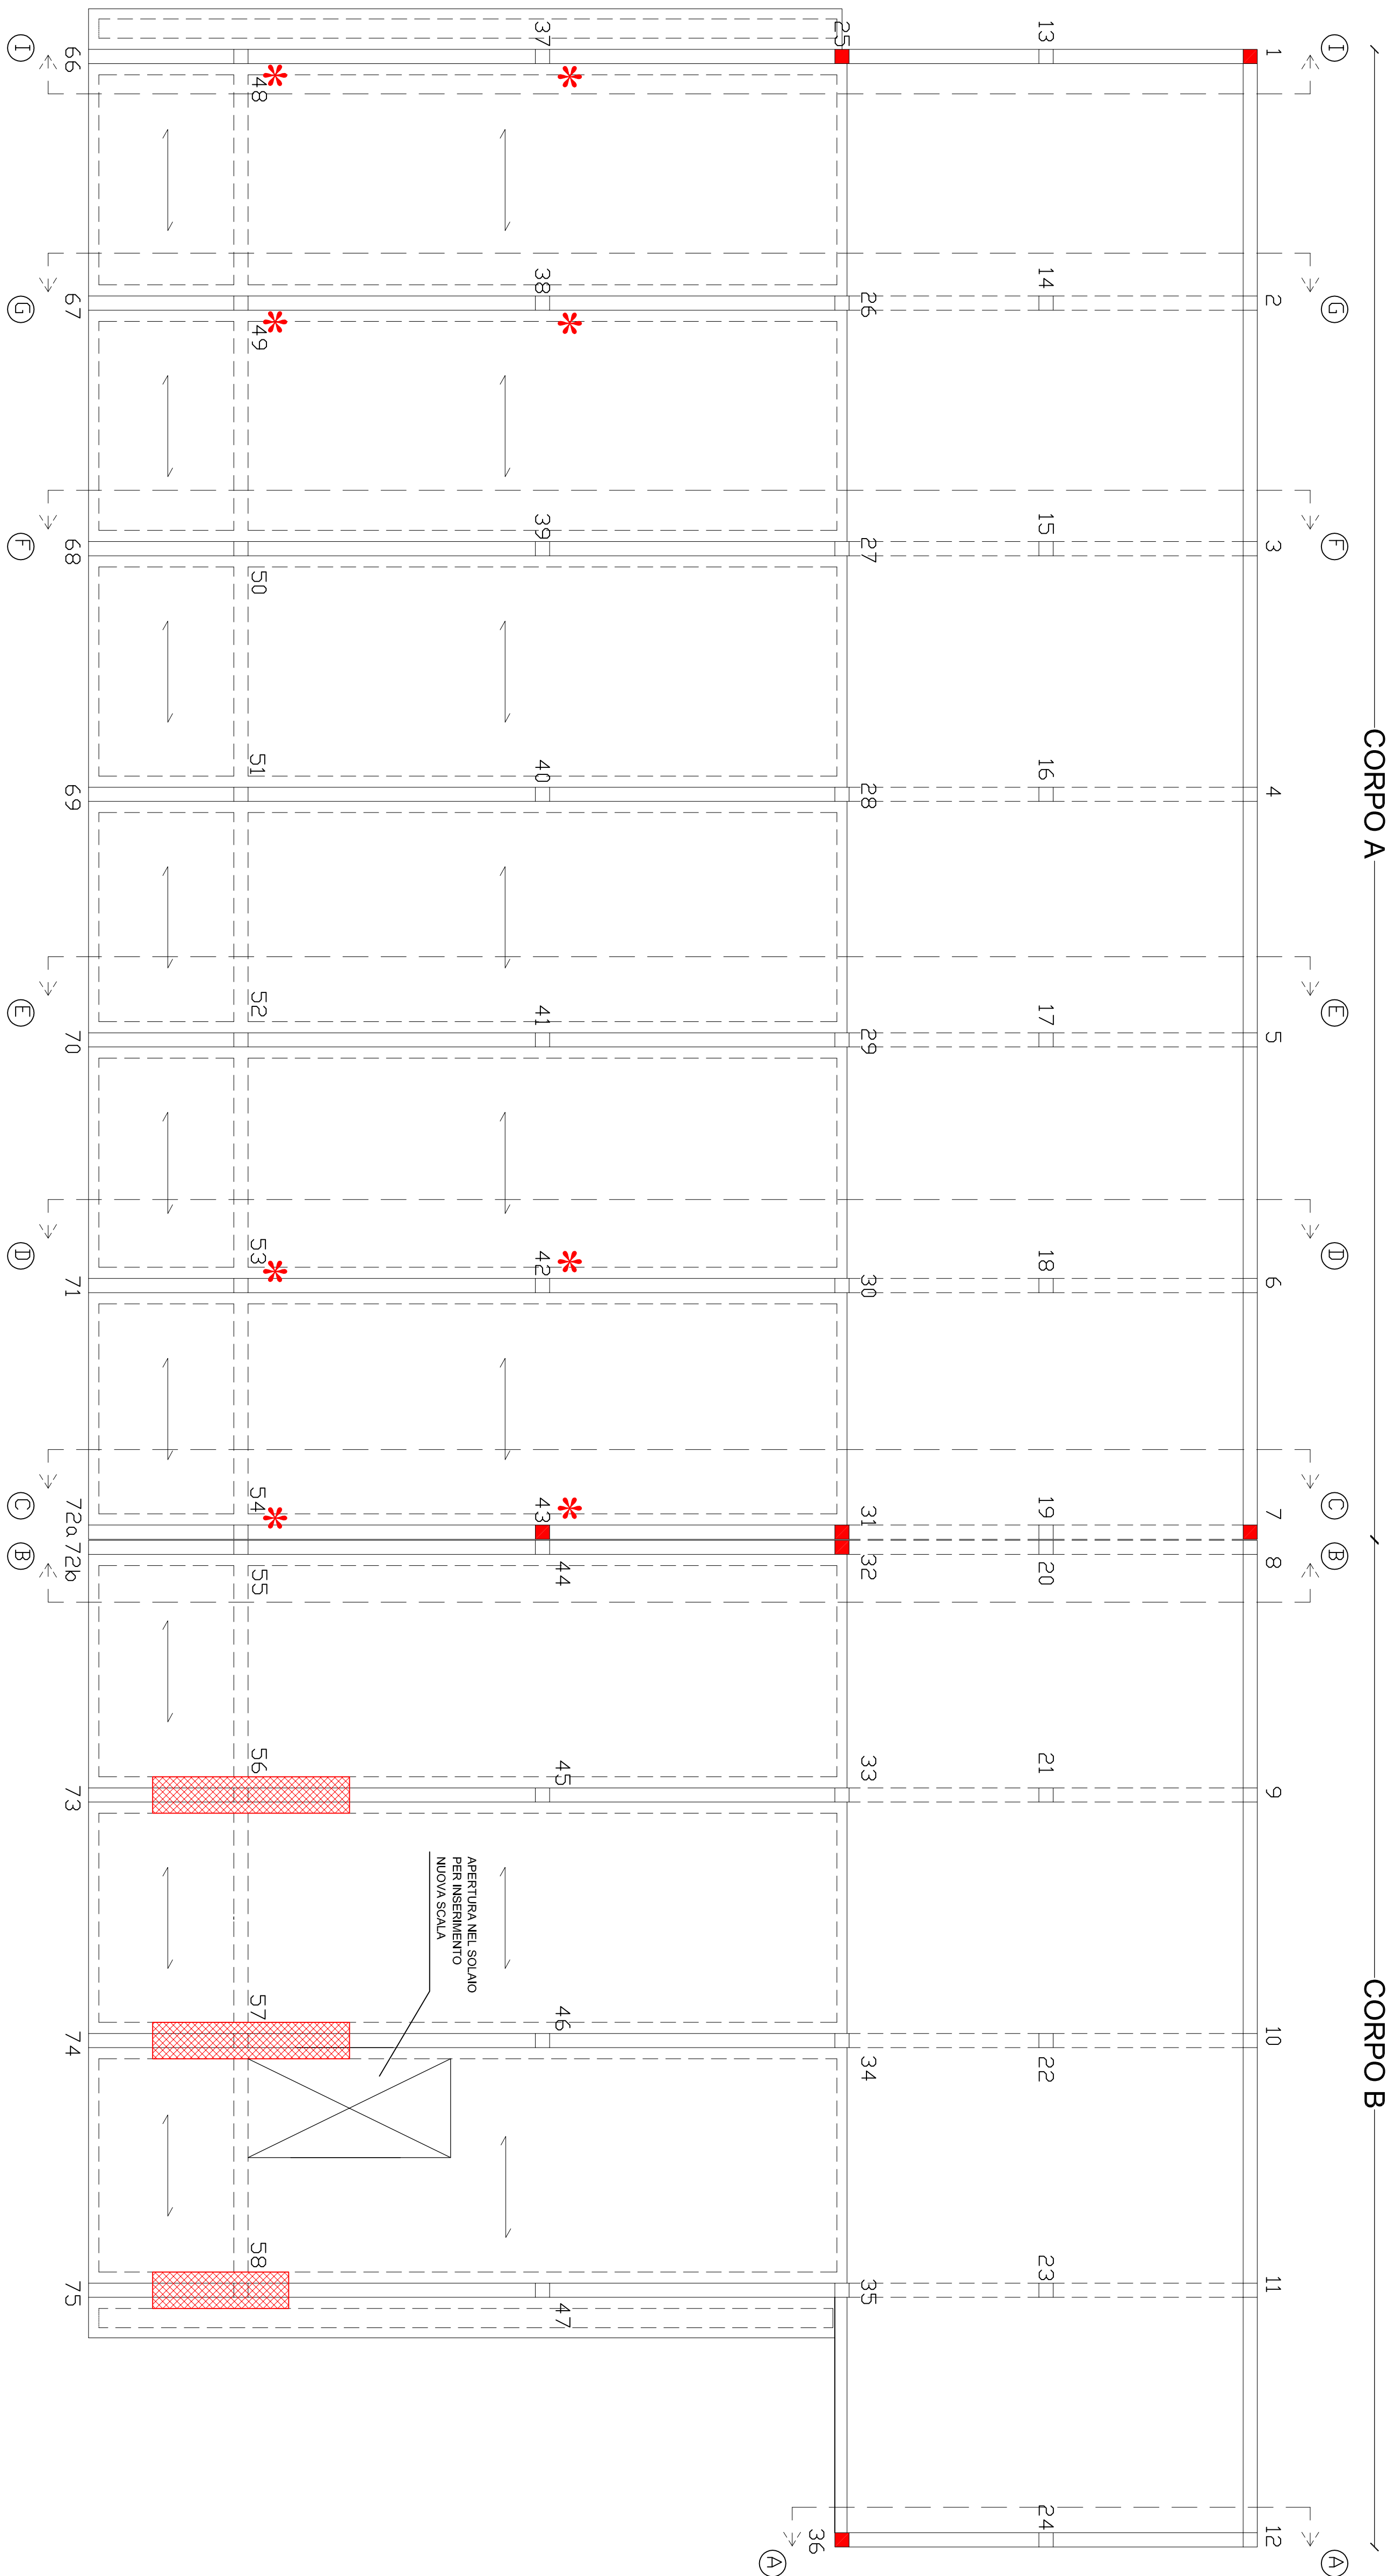 CORPO A CORPO B
I G F E D C B A
1 2 3 4 5 6 7 8 9 10 11 12
13 14 15 16 17 18 19 20 21 22 23 24
25 26 27 28 29 30 31 32 33 34 35 36
A
37 38 39 40 41 42 43 44 45 46 47
APERTURA NEL SOLAIO
PER INSERIMENTO
NUOVA SCALA
48 49 50 51 52 53 54 55 56 57 58
66 67 68 69 70 71 72a 72b 73 74 75
I G F E D C B